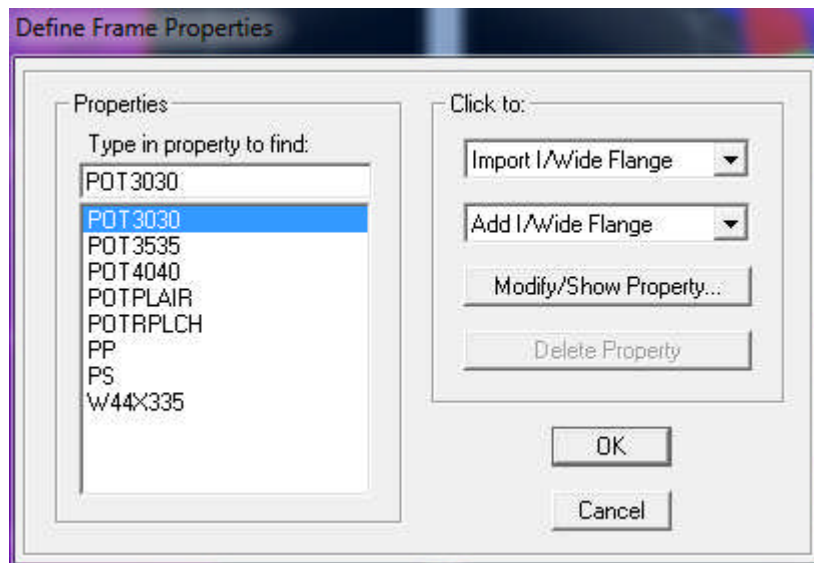 Define Frame Properties
Properties
Type in property to find:
POT3030
POT3030
POT3535
POT4040
POTPLAIR
POTRPLCH
PP
PS
W44X335
Click to:
Import I/Wide Flange
Add I/Wide Flange
Modify/Show Property...
Delete Property
OK
Cancel